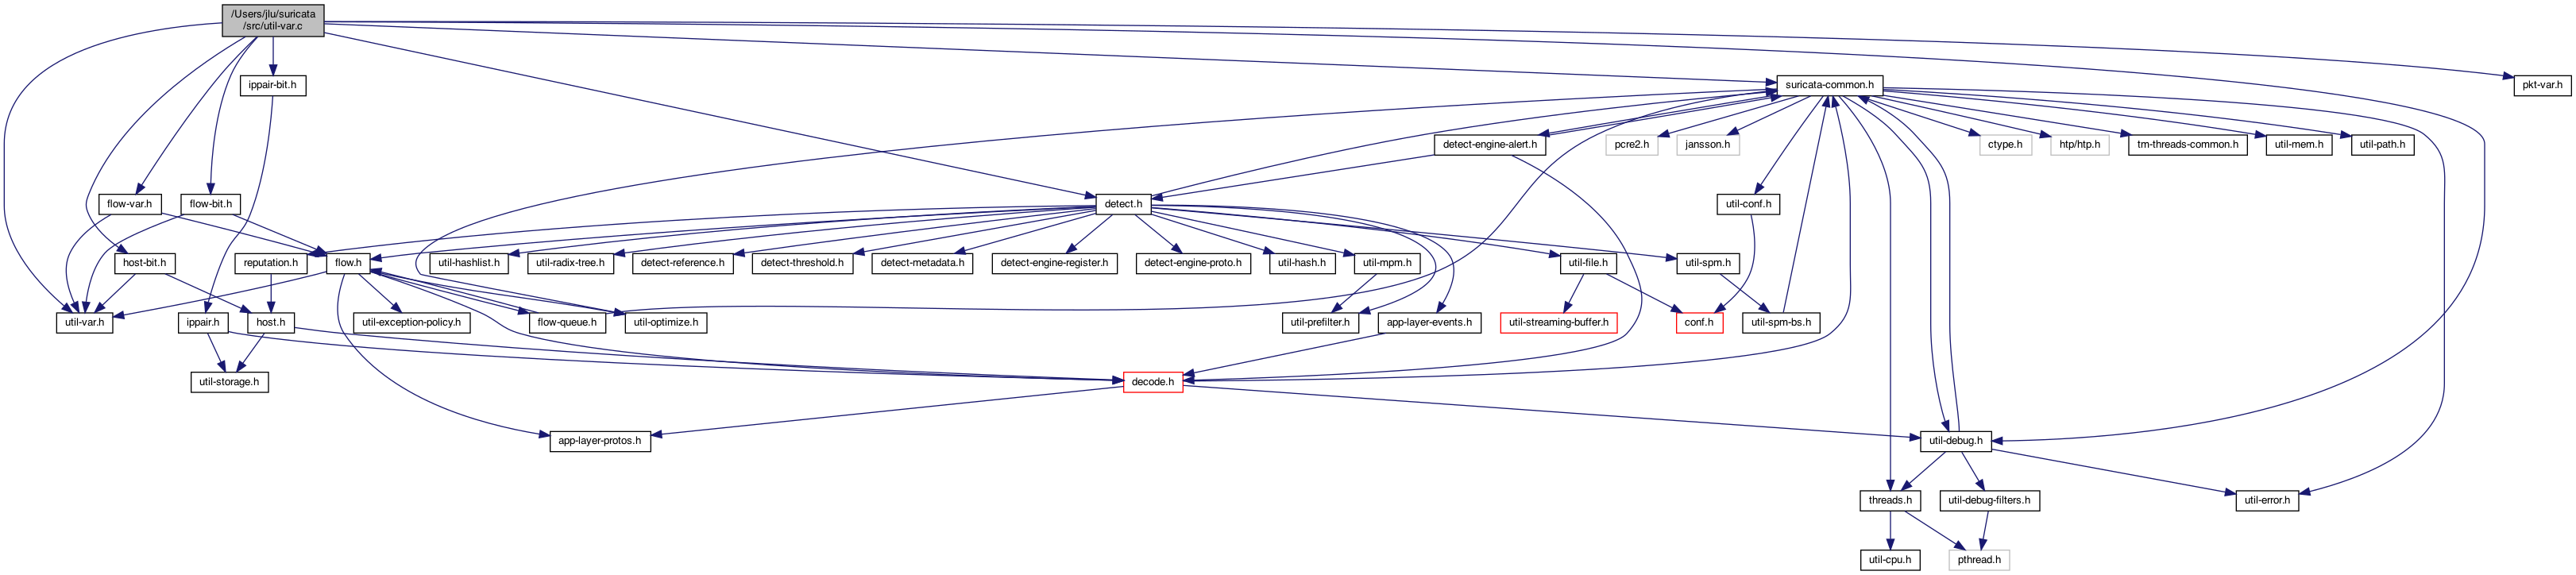 /Users/jlu/suricata
/src/util-var.c
ippair-bit.h
suricata-common.h
pkt-var.h
detect-engine-alert.h
pcre2.h
jansson.h
ctype.h
htp/htp.h
tm-threads-common.h
util-mem.h
util-path.h
flow-var.h
flow-bit.h
detect.h
util-conf.h
host-bit.h
reputation.h
flow.h
util-hashlist.h
util-radix-tree.h
detect-reference.h
detect-threshold.h
detect-metadata.h
detect-engine-register.h
detect-engine-proto.h
util-hash.h
util-mpm.h
util-file.h
util-spm.h
util-var.h
ippair.h
host.h
util-exception-policy.h
flow-queue.h
util-optimize.h
util-prefilter.h
app-layer-events.h
util-streaming-buffer.h
conf.h
util-spm-bs.h
util-storage.h
decode.h
app-layer-protos.h
util-debug.h
threads.h
util-debug-filters.h
util-error.h
util-cpu.h
pthread.h